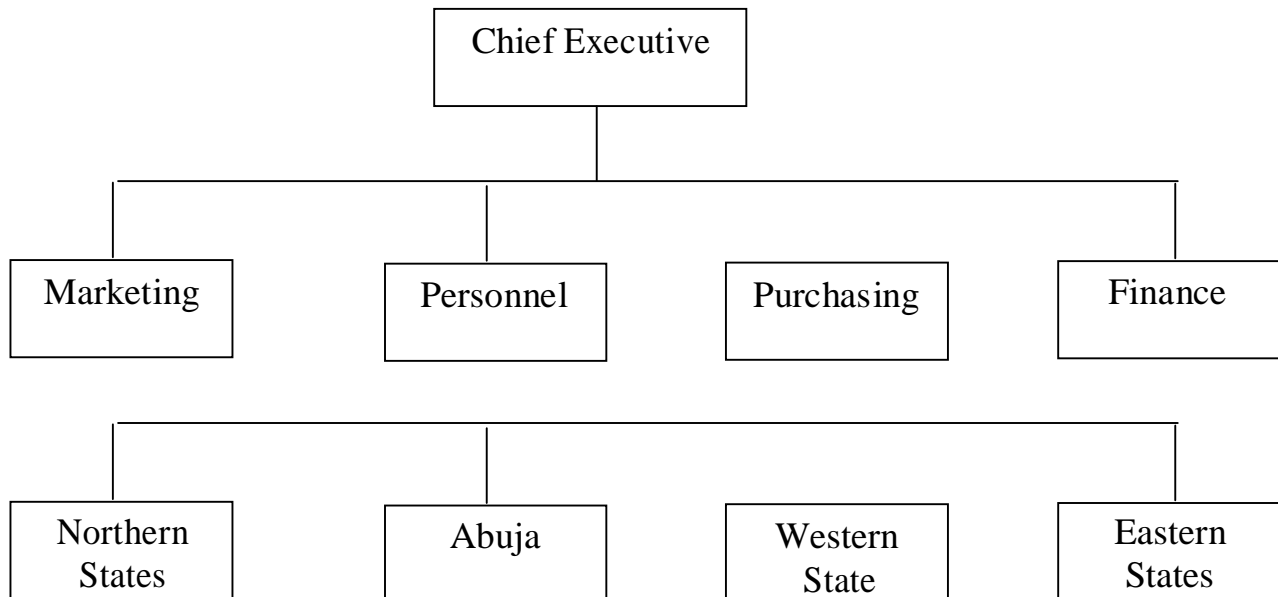 Chief Executive
Marketing
Personnel
Purchasing
Finance
Northern
States
Abuja
Western
State
Eastern
States